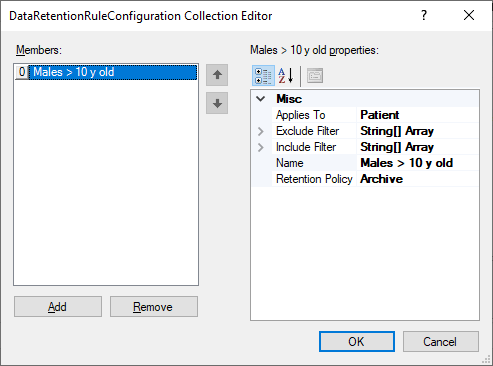 DataRetentionRuleConfiguration Collection Editor ?
Members:
0 Males > 10 y old
Add Remove
Males > 10 y old properties:
A Z
Misc
Applies To Patient
Exclude Filter String[] Array
Include Filter String[] Array
Name Males > 10 y old
Retention Policy Archive
OK Cancel